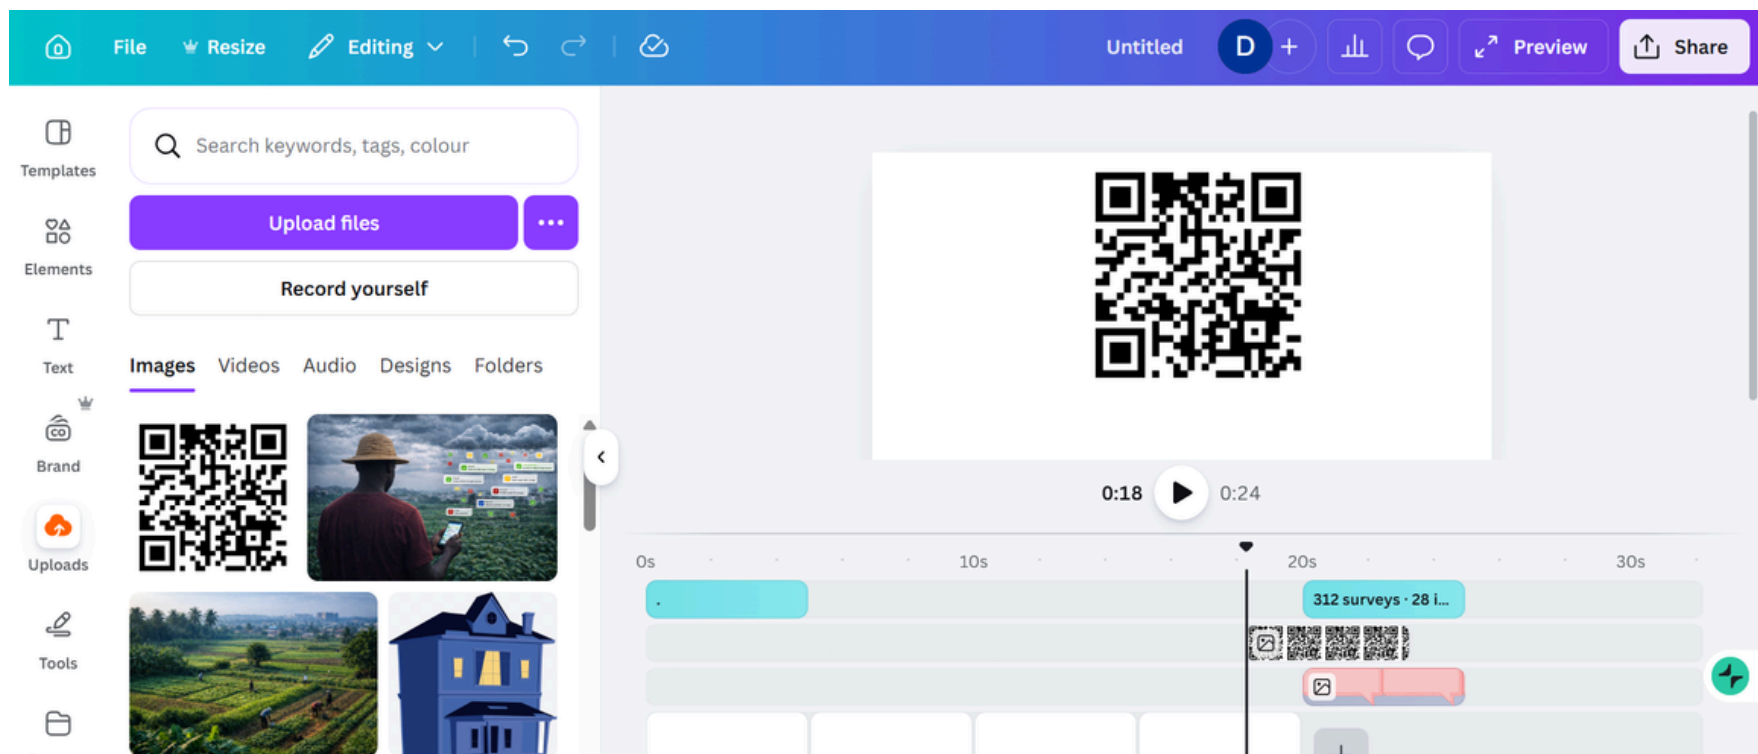 File
Resize
Editing
Untitled
D
Preview
Share
Templates
Search keywords, tags, colour
Upload files
Elements
Record yourself
Text
Images Videos Audio Designs Folders
CO
Brand
Uploads
Tools
0:18
0:24
0s
10s
20s
30s
.
312 surveys · 28 i...